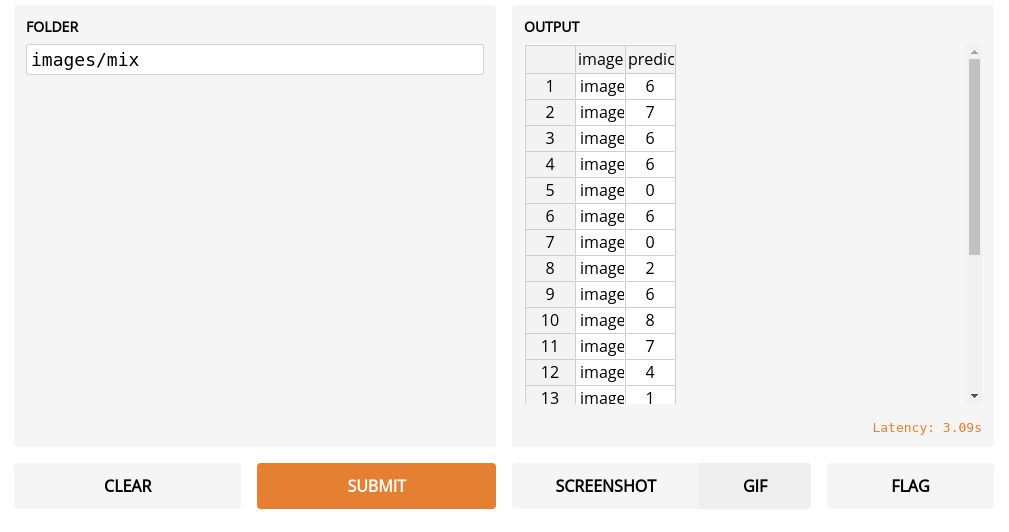 FOLDER
images/mix
OUTPUT
image predic
1 image 6
2 image 7
3 image 6
4 image 6
5 image 0
6 image 6
7 image 0
8 image 2
9 image 6
10 image 8
11 image 7
12 image 4
13 image 1
Latency: 3.09s
CLEAR SUBMIT SCREENSHOT GIF FLAG